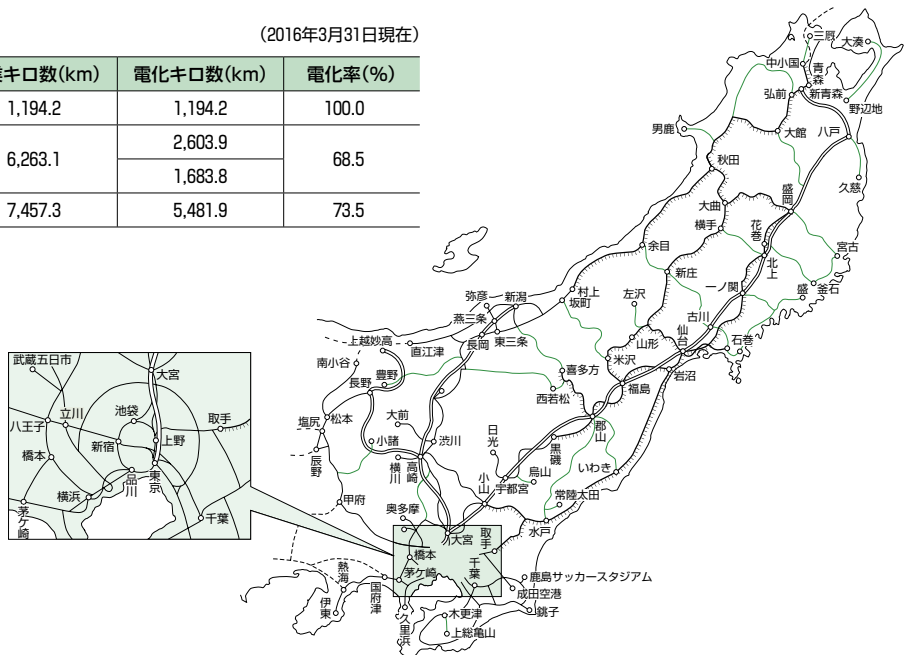 （2016年3月31日現在）
キロ数(km) 電化キロ数(km) 電化率(%)
1,194.2 1,194.2 100.0
6,263.1 2,603.9 68.5
1,683.8
7,457.3 5,481.9 73.5
三厩
大湊
中小国
青森
弘前
新青森
野辺地
男鹿
大館
八戸
秋田
盛岡
久慈
大曲
横手
花巻
宮古
余目
北上
新庄
一ノ関
盛
釜石
弥彦
新潟
村上
坂町
左沢
古川
燕三条
仙台
石巻
上越妙高
直江津
長岡
東三条
山形
米沢
南小谷
豊野
喜多方
岩沼
長野
西若松
福島
大前
塩尻
松本
日光
郡山
小諸
渋川
黒磯
辰野
横川
高崎
小山
宇都宮
烏山
いわき
甲府
常陸太田
奥多摩
大宮
取手
水戸
橋本
熱海
茅ケ崎
千葉
鹿島サッカースタジアム
国府津
成田空港
伊東
久里浜
木更津
銚子
上総亀山
武蔵五日市
大宮
池袋
取手
八王子
立川
新宿
上野
橋本
品川
東京
横浜
茅ケ崎
千葉